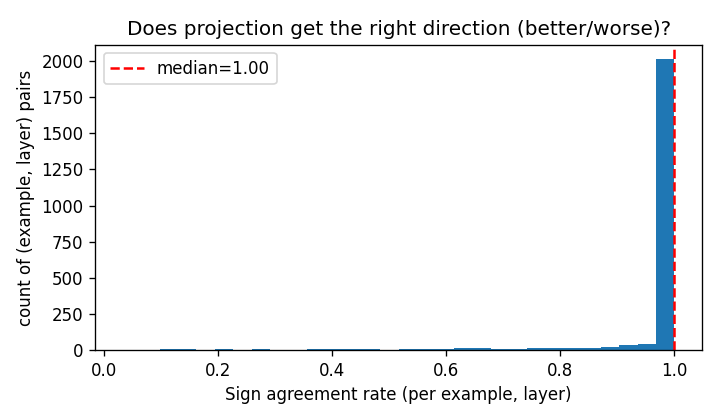 Does projection get the right direction (better/worse)?
median=1.00
count of (example, layer) pairs
2000
1750
1500
1250
1000
750
500
250
0
0.0 0.2 0.4 0.6 0.8 1.0
Sign agreement rate (per example, layer)